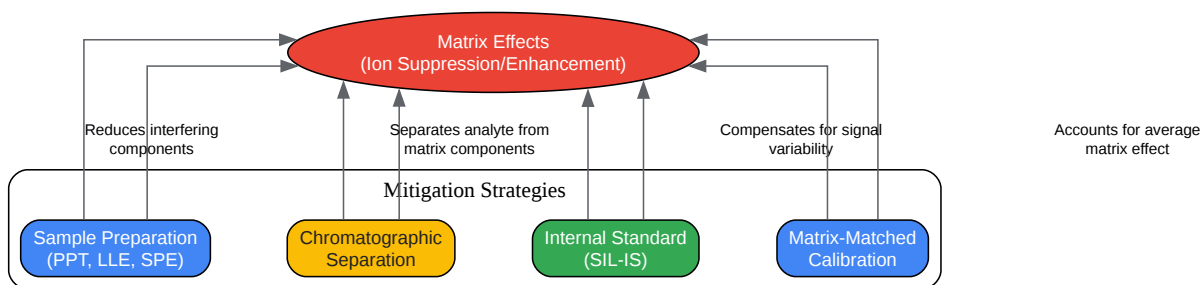 Matrix Effects
(Ion Suppression/Enhancement)
Reduces interfering
components
Separates analyte from
matrix components
Compensates for signal
variability
Accounts for average
matrix effect
Mitigation Strategies
Sample Preparation
(PPT, LLE, SPE)
Chromatographic
Separation
Internal Standard
(SIL-IS)
Matrix-Matched
Calibration